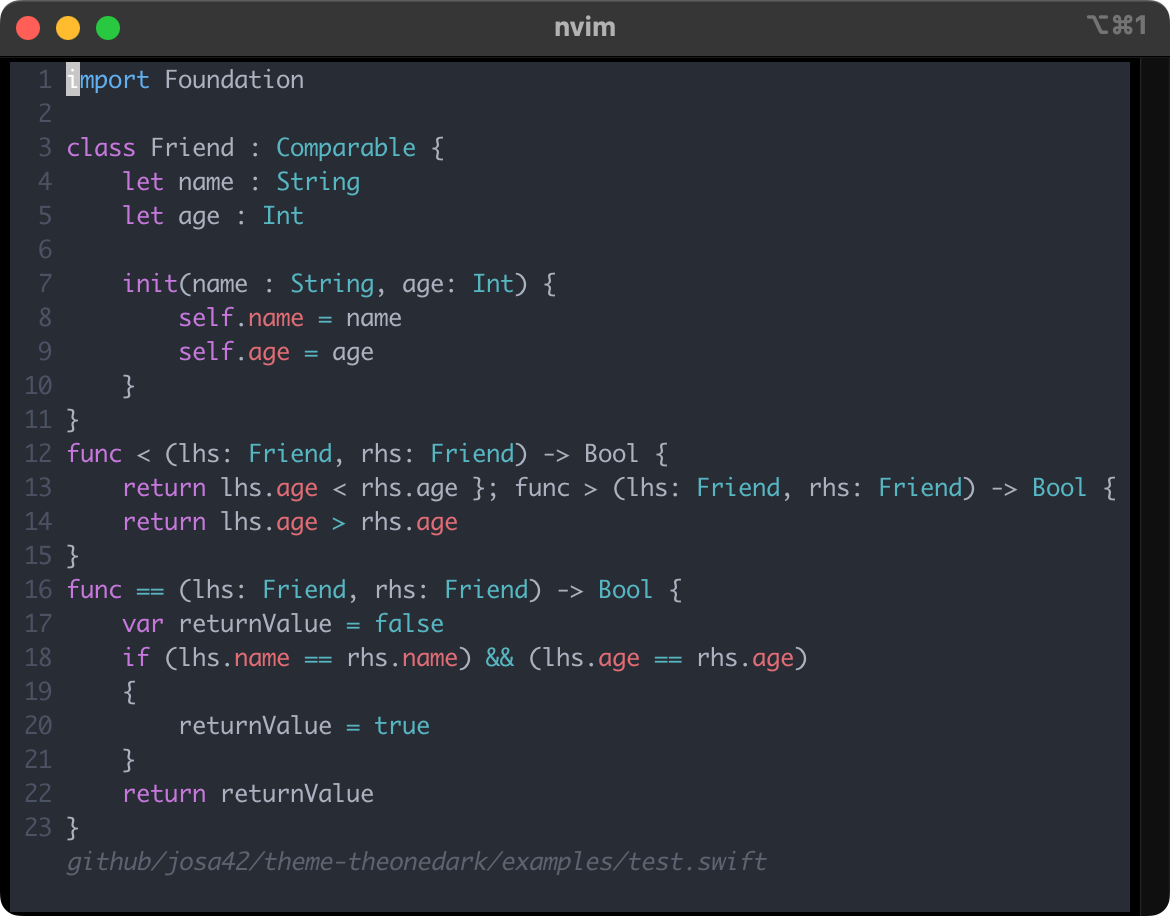 nvim
⌥⌘1
1 import Foundation
2
3 class Friend : Comparable {
4     let name : String
5     let age : Int
6
7     init(name : String, age: Int) {
8         self.name = name
9         self.age = age
10     }
11 }
12 func < (lhs: Friend, rhs: Friend) -> Bool {
13     return lhs.age < rhs.age }; func > (lhs: Friend, rhs: Friend) -> Bool {
14     return lhs.age > rhs.age
15 }
16 func == (lhs: Friend, rhs: Friend) -> Bool {
17     var returnValue = false
18     if (lhs.name == rhs.name) && (lhs.age == rhs.age)
19     {
20         returnValue = true
21     }
22     return returnValue
23 }
github/josa42/theme-theonedark/examples/test.swift